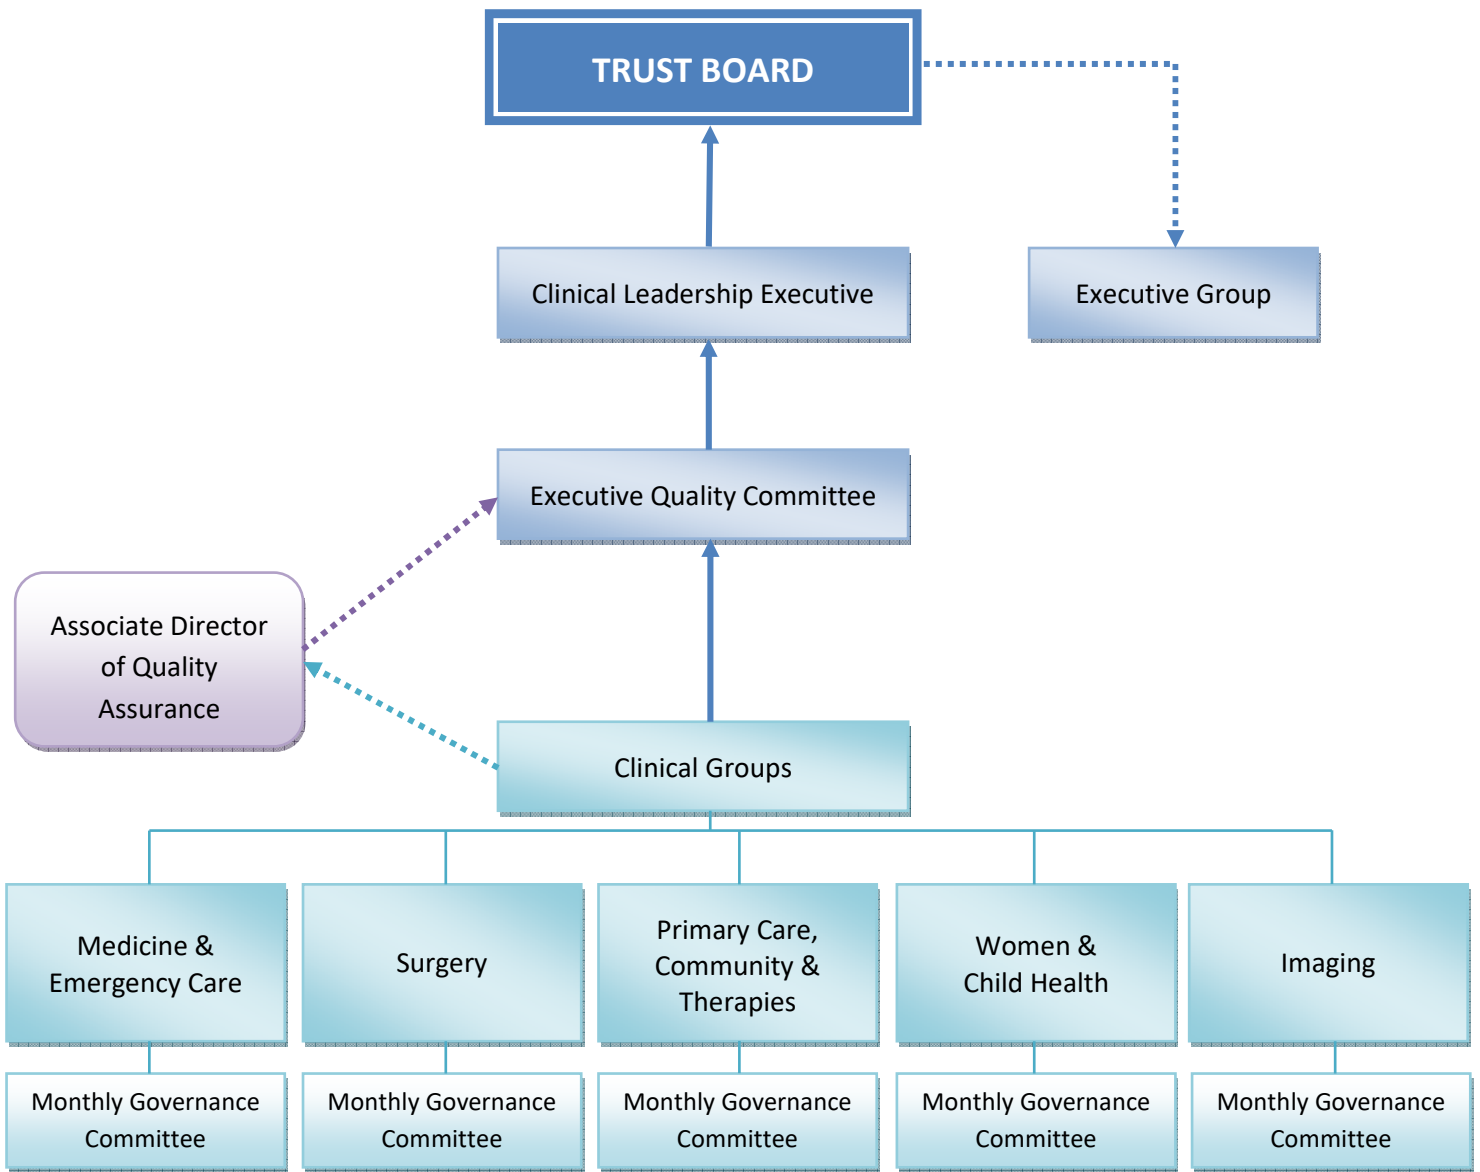 TRUST BOARD
Clinical Leadership Executive
Executive Group
Executive Quality Committee
Associate Director
of Quality
Assurance
Clinical Groups
Medicine &
Emergency Care
Surgery
Primary Care,
Community &
Therapies
Women &
Child Health
Imaging
Monthly Governance
Committee
Monthly Governance
Committee
Monthly Governance
Committee
Monthly Governance
Committee
Monthly Governance
Committee